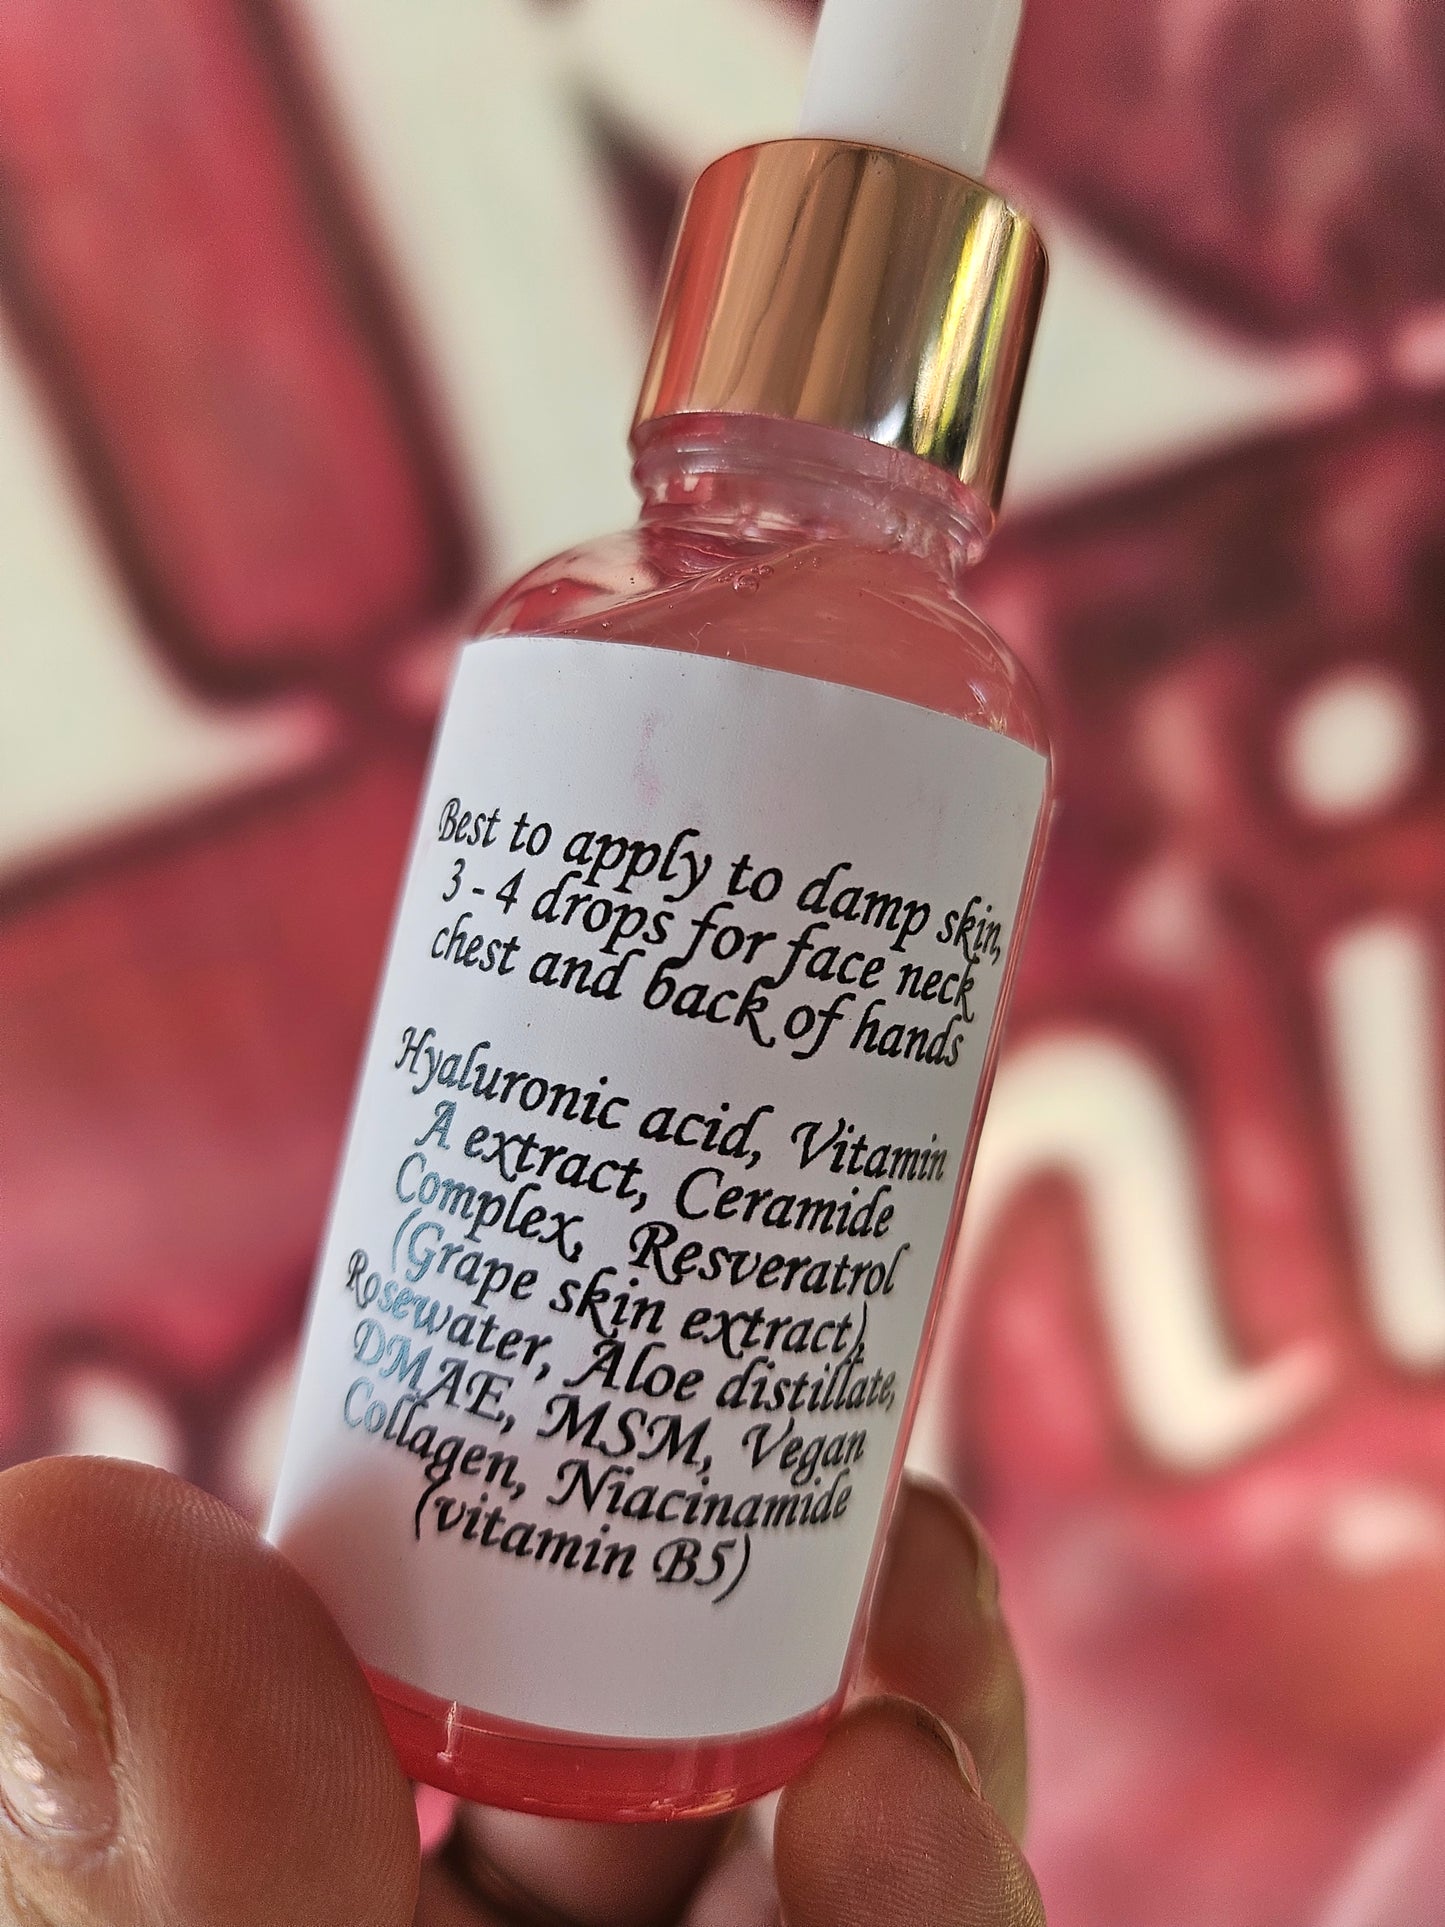 Best to apply to damp skin,
3 - 4 drops for face neck
chest and back of hands
Hyaluronic acid, Vitamin
A extract, Ceramide
Complex, Resveratrol
(Grape skin extract),
Rosewater, Aloe distillate,
DMAE, MSM, Vegan
Collagen, Niacinamide
(vitamin B5)